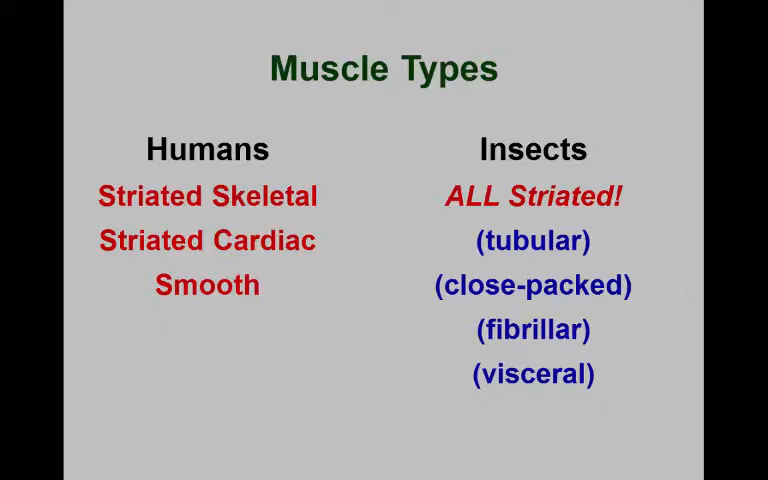 Muscle Types
Humans
Striated Skeletal
Striated Cardiac
Smooth
Insects
ALL Striated!
(tubular)
(close-packed)
(fibrillar)
(visceral)